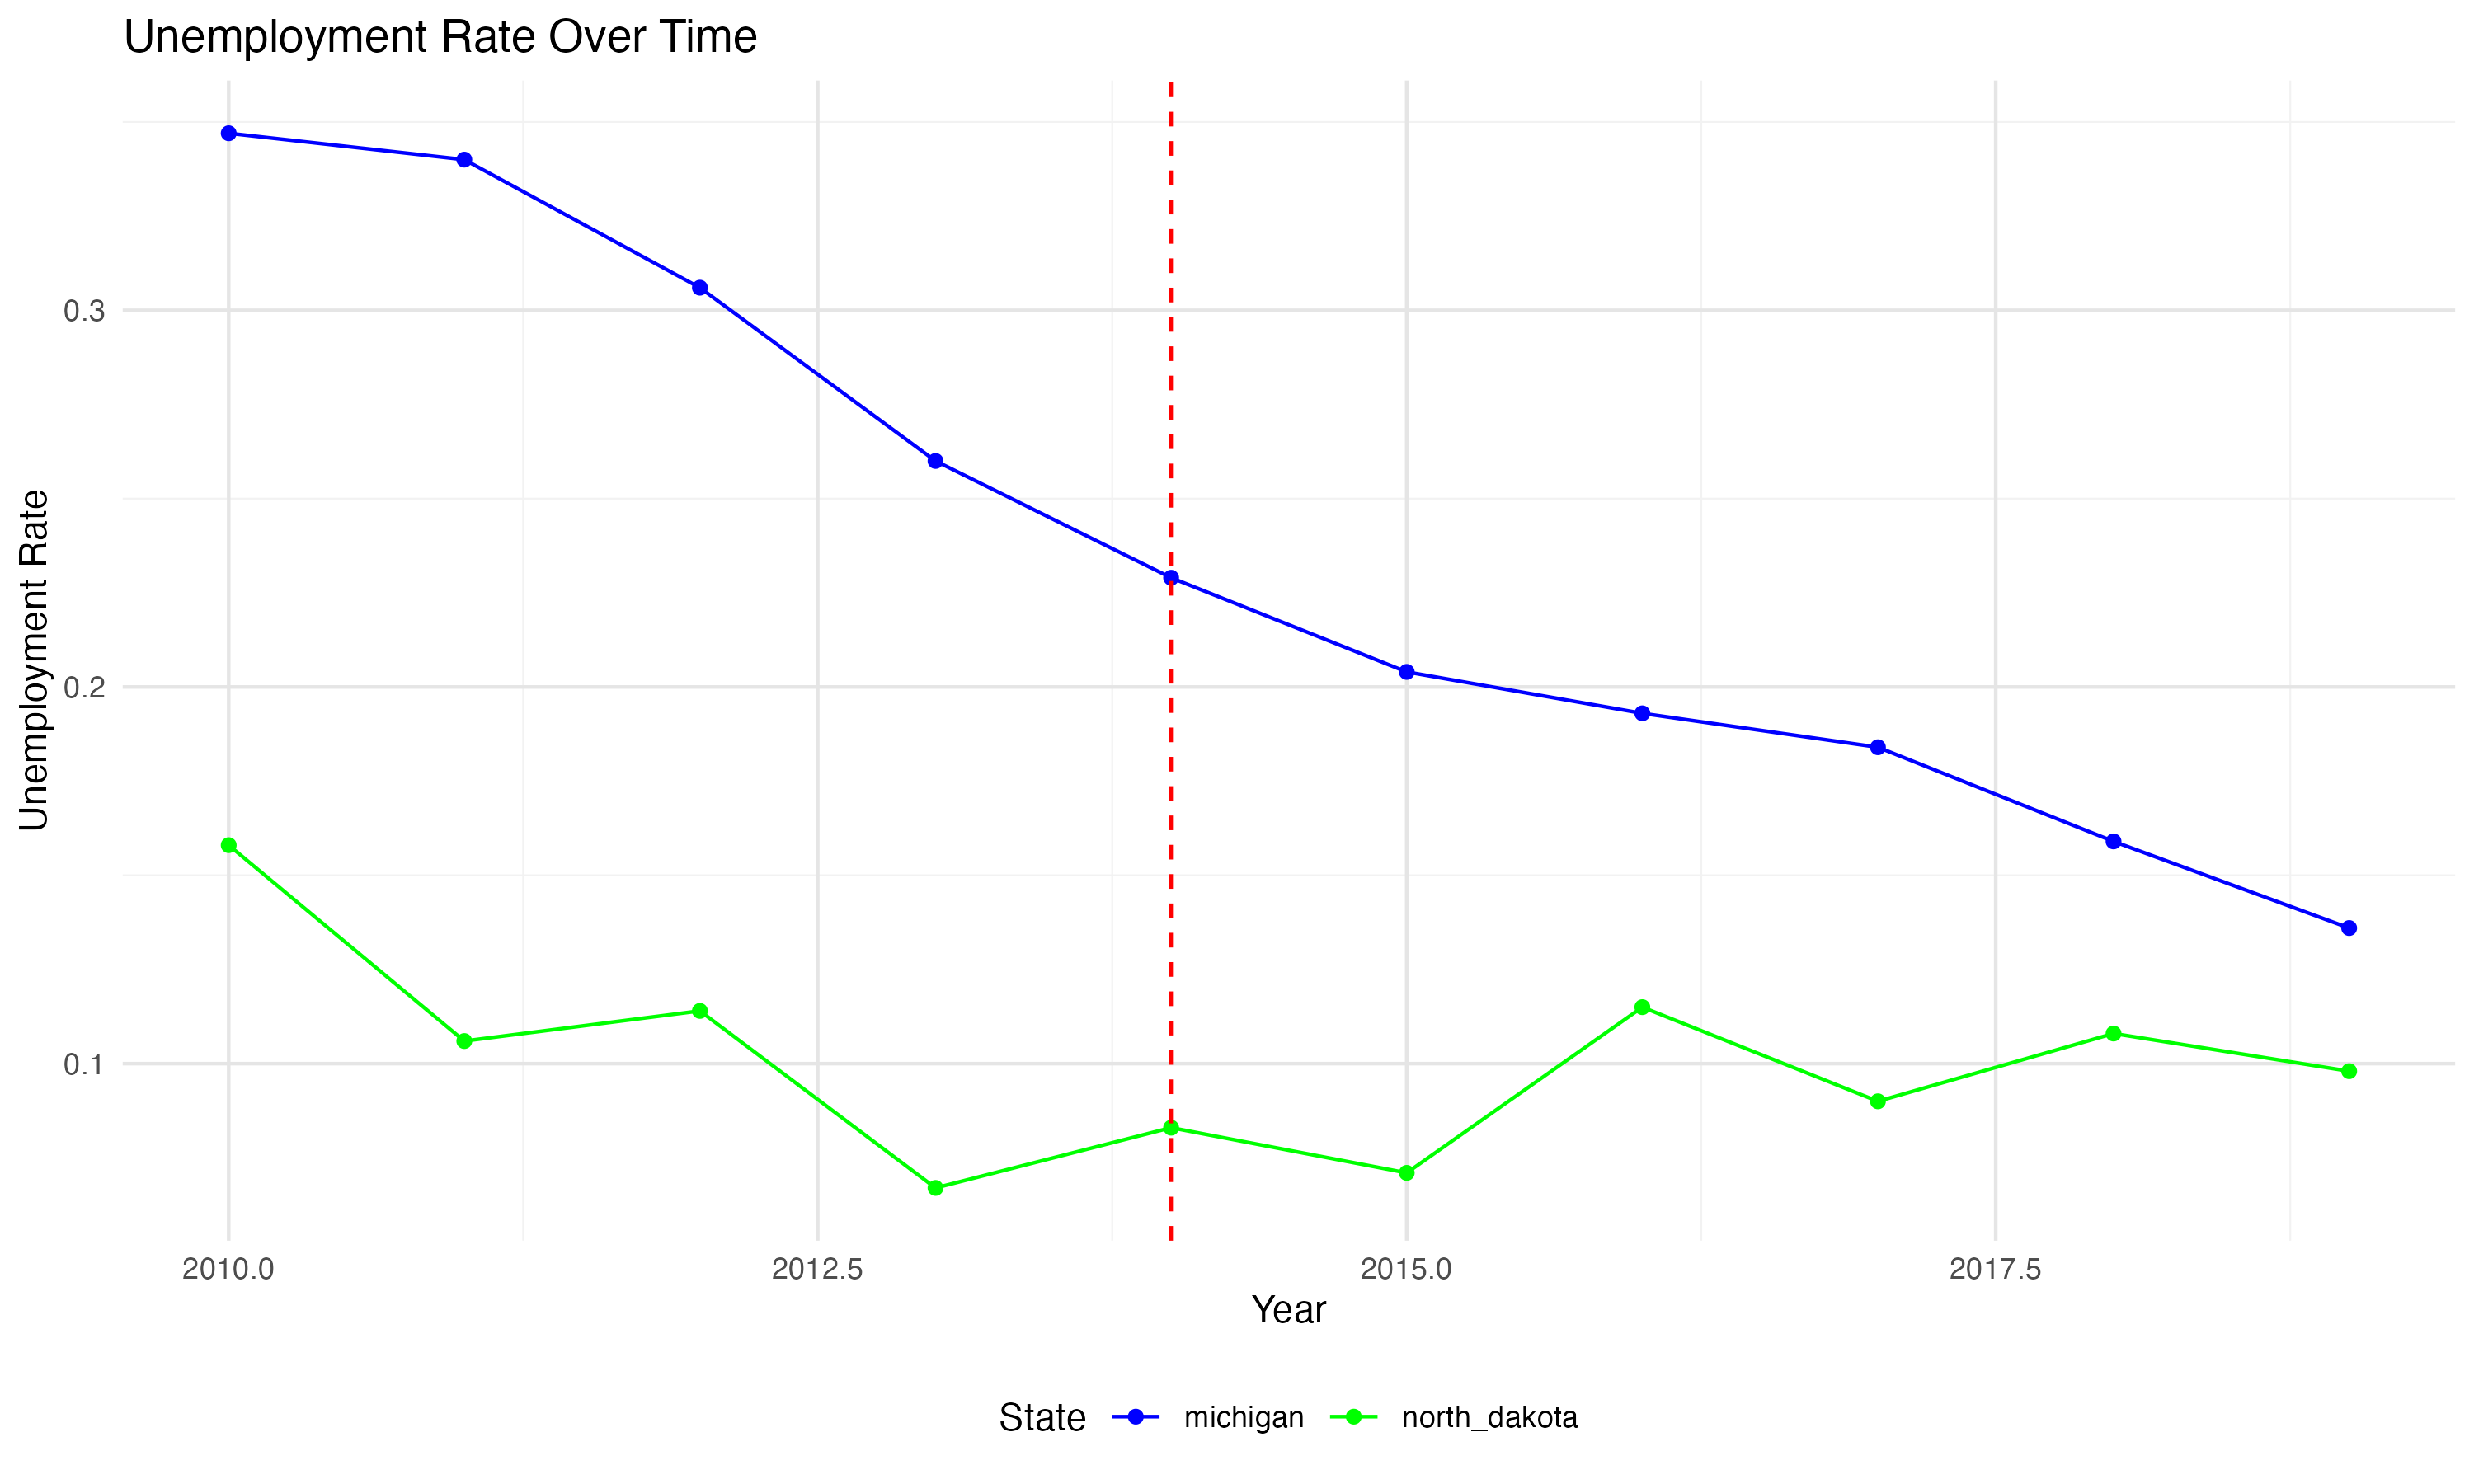 Unemployment Rate Over Time
Unemployment Rate
0.3
0.2
0.1
2010.0 2012.5 2015.0 2017.5
Year
State michigan north_dakota